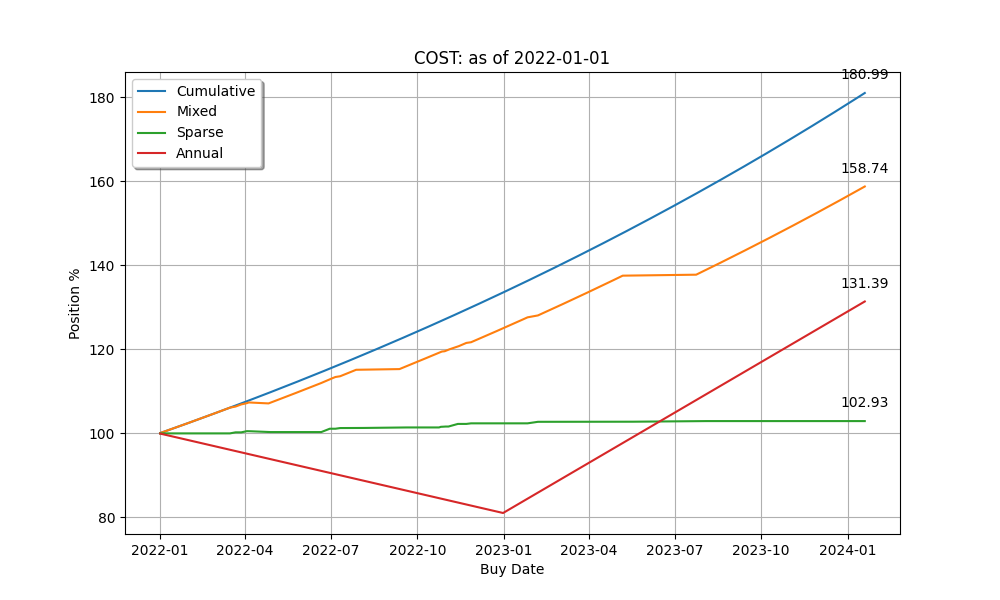 COST: as of 2022-01-01
Cumulative
Mixed
Sparse
Annual
180.99
158.74
131.39
102.93
180
160
140
120
100
80
Position %
2022-01 2022-04 2022-07 2022-10 2023-01 2023-04 2023-07 2023-10 2024-01
Buy Date